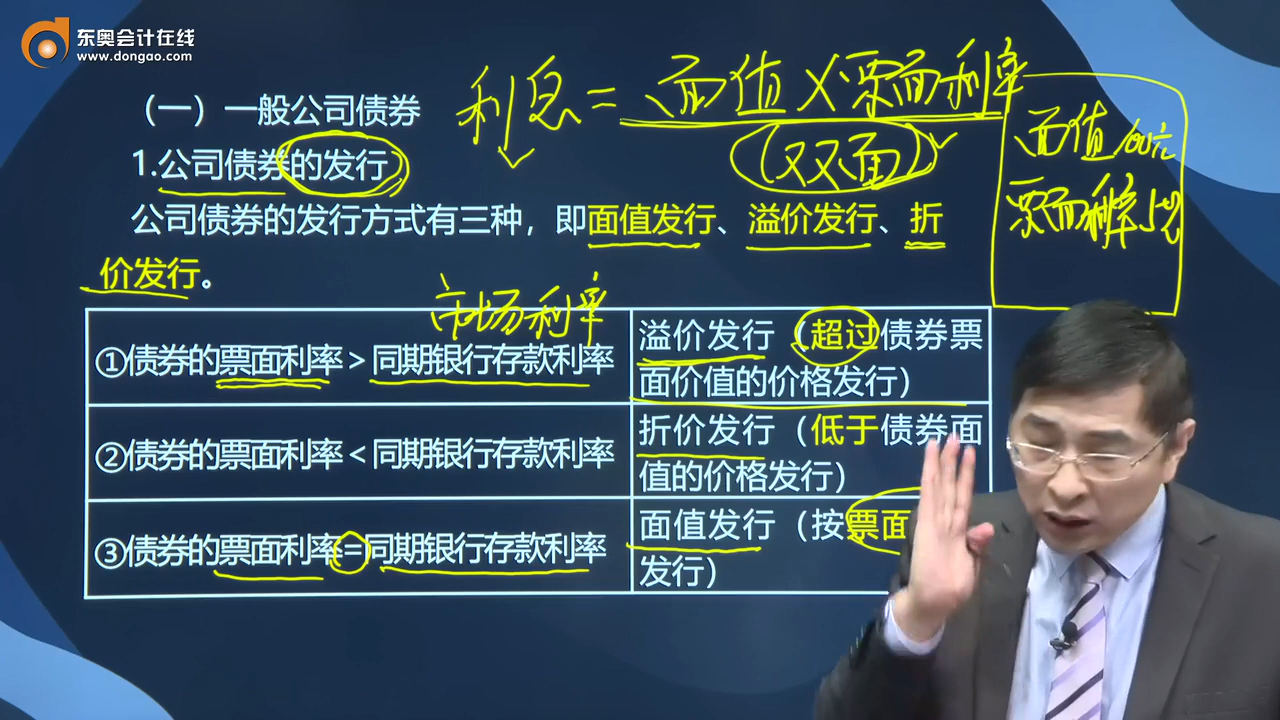 东奥会计在线
www.dongao.com
利息=面值×票面利率
(双面)
面值100元
票面利率5%
（一）一般公司债券
1.公司债券的发行
公司债券的发行方式有三种，即面值发行、溢价发行、折
价发行。
市场利率
①债券的票面利率>同期银行存款利率
溢价发行（超过债券票
面价值的价格发行）
②债券的票面利率<同期银行存款利率
折价发行（低于债券面
值的价格发行）
③债券的票面利率=同期银行存款利率
面值发行（按票面
发行）